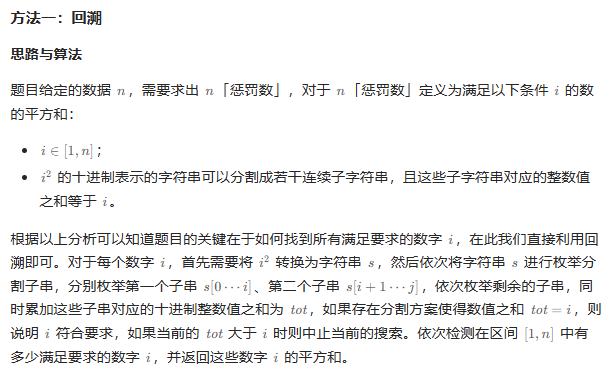 方法一：回溯
思路与算法
题目给定的数据 n，需要求出 n「惩罚数」，对于 n「惩罚数」定义为满足以下条件 i 的数
的平方和：
• i ∈ [1, n]；
• i² 的十进制表示的字符串可以分割成若干连续子字符串，且这些子字符串对应的整数值
之和等于 i。
根据以上分析可以知道题目的关键在于如何找到所有满足要求的数字 i，在此我们直接利用回
溯即可。对于每个数字 i，首先需要将 i² 转换为字符串 s，然后依次将字符串 s 进行枚举分
割子串，分别枚举第一个子串 s[0⋯i]、第二个子串 s[i+1⋯j]，依次枚举剩余的子串，同
时累加这些子串对应的十进制整数值之和为 tot，如果存在分割方案使得数值之和 tot = i，则
说明 i 符合要求，如果当前的 tot 大于 i 时则中止当前的搜索。依次检测在区间 [1, n] 中有
多少满足要求的数字 i，并返回这些数字 i 的平方和。